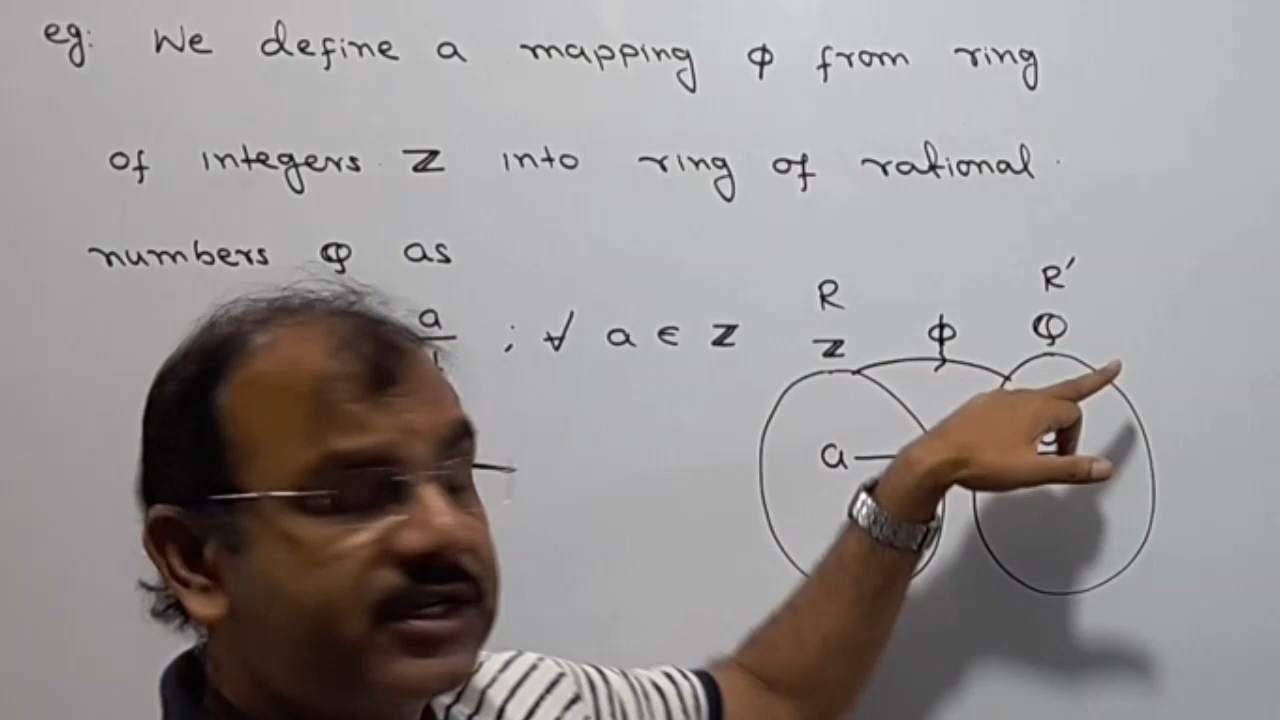 eg: We define a mapping φ from ring
of integers ℤ into ring of rational
numbers ℚ as
a ; ∀ a ∈ ℤ
R R′
ℤ φ ℚ
a